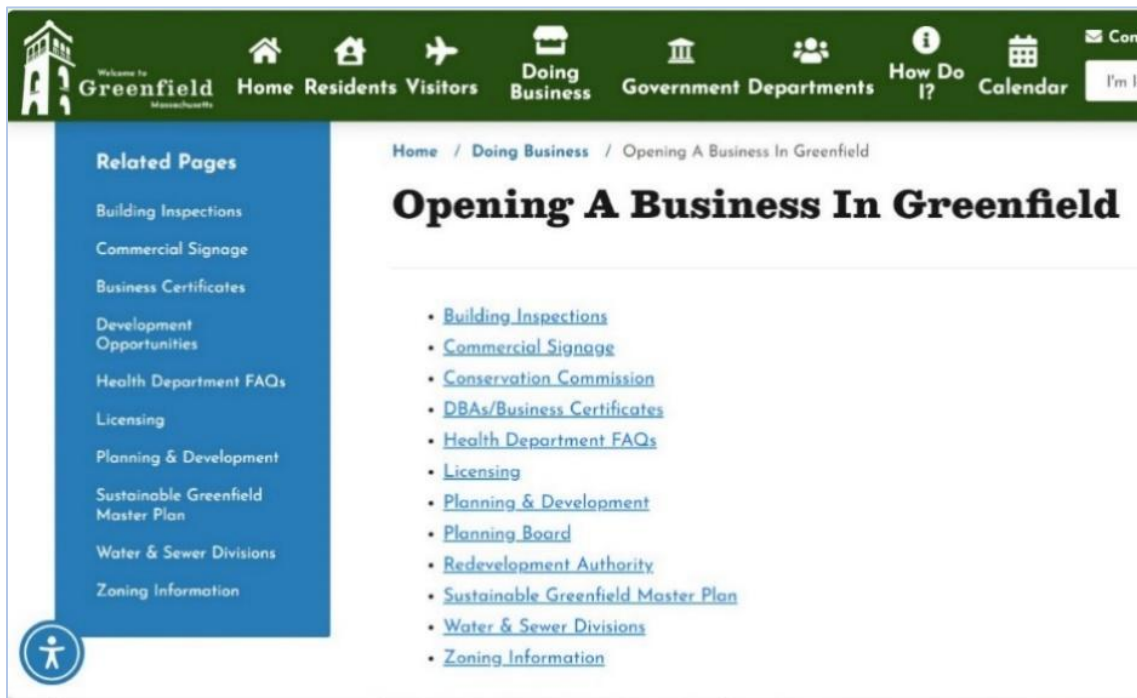 Welcome to
Greenfield
Massachusetts
Home
Residents
Visitors
Doing
Business
Government
Departments
How Do
I?
Calendar
I'm
Related Pages
Building Inspections
Commercial Signage
Business Certificates
Development
Opportunities
Health Department FAQs
Licensing
Planning & Development
Sustainable Greenfield
Master Plan
Water & Sewer Divisions
Zoning Information
Home / Doing Business / Opening A Business In Greenfield
Opening A Business In Greenfield
• Building Inspections
• Commercial Signage
• Conservation Commission
• DBAs/Business Certificates
• Health Department FAQs
• Licensing
• Planning & Development
• Planning Board
• Redevelopment Authority
• Sustainable Greenfield Master Plan
• Water & Sewer Divisions
• Zoning Information